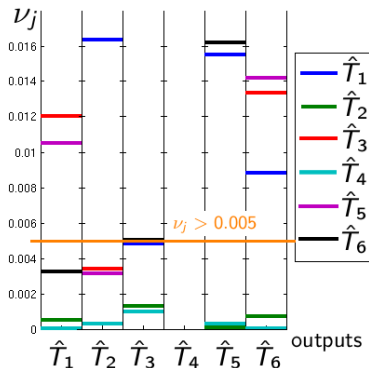 ν_j
0.016
0.014
0.012
0.01
0.008
0.006
0.004
0.002
0
ν_j > 0.005
T̂_1 T̂_2 T̂_3 T̂_4 T̂_5 T̂_6 outputs
T̂_1
T̂_2
T̂_3
T̂_4
T̂_5
T̂_6